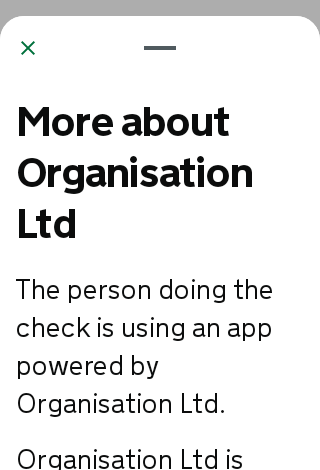 More about
Organisation
Ltd
The person doing the
check is using an app
powered by
Organisation Ltd.
Organisation Ltd is